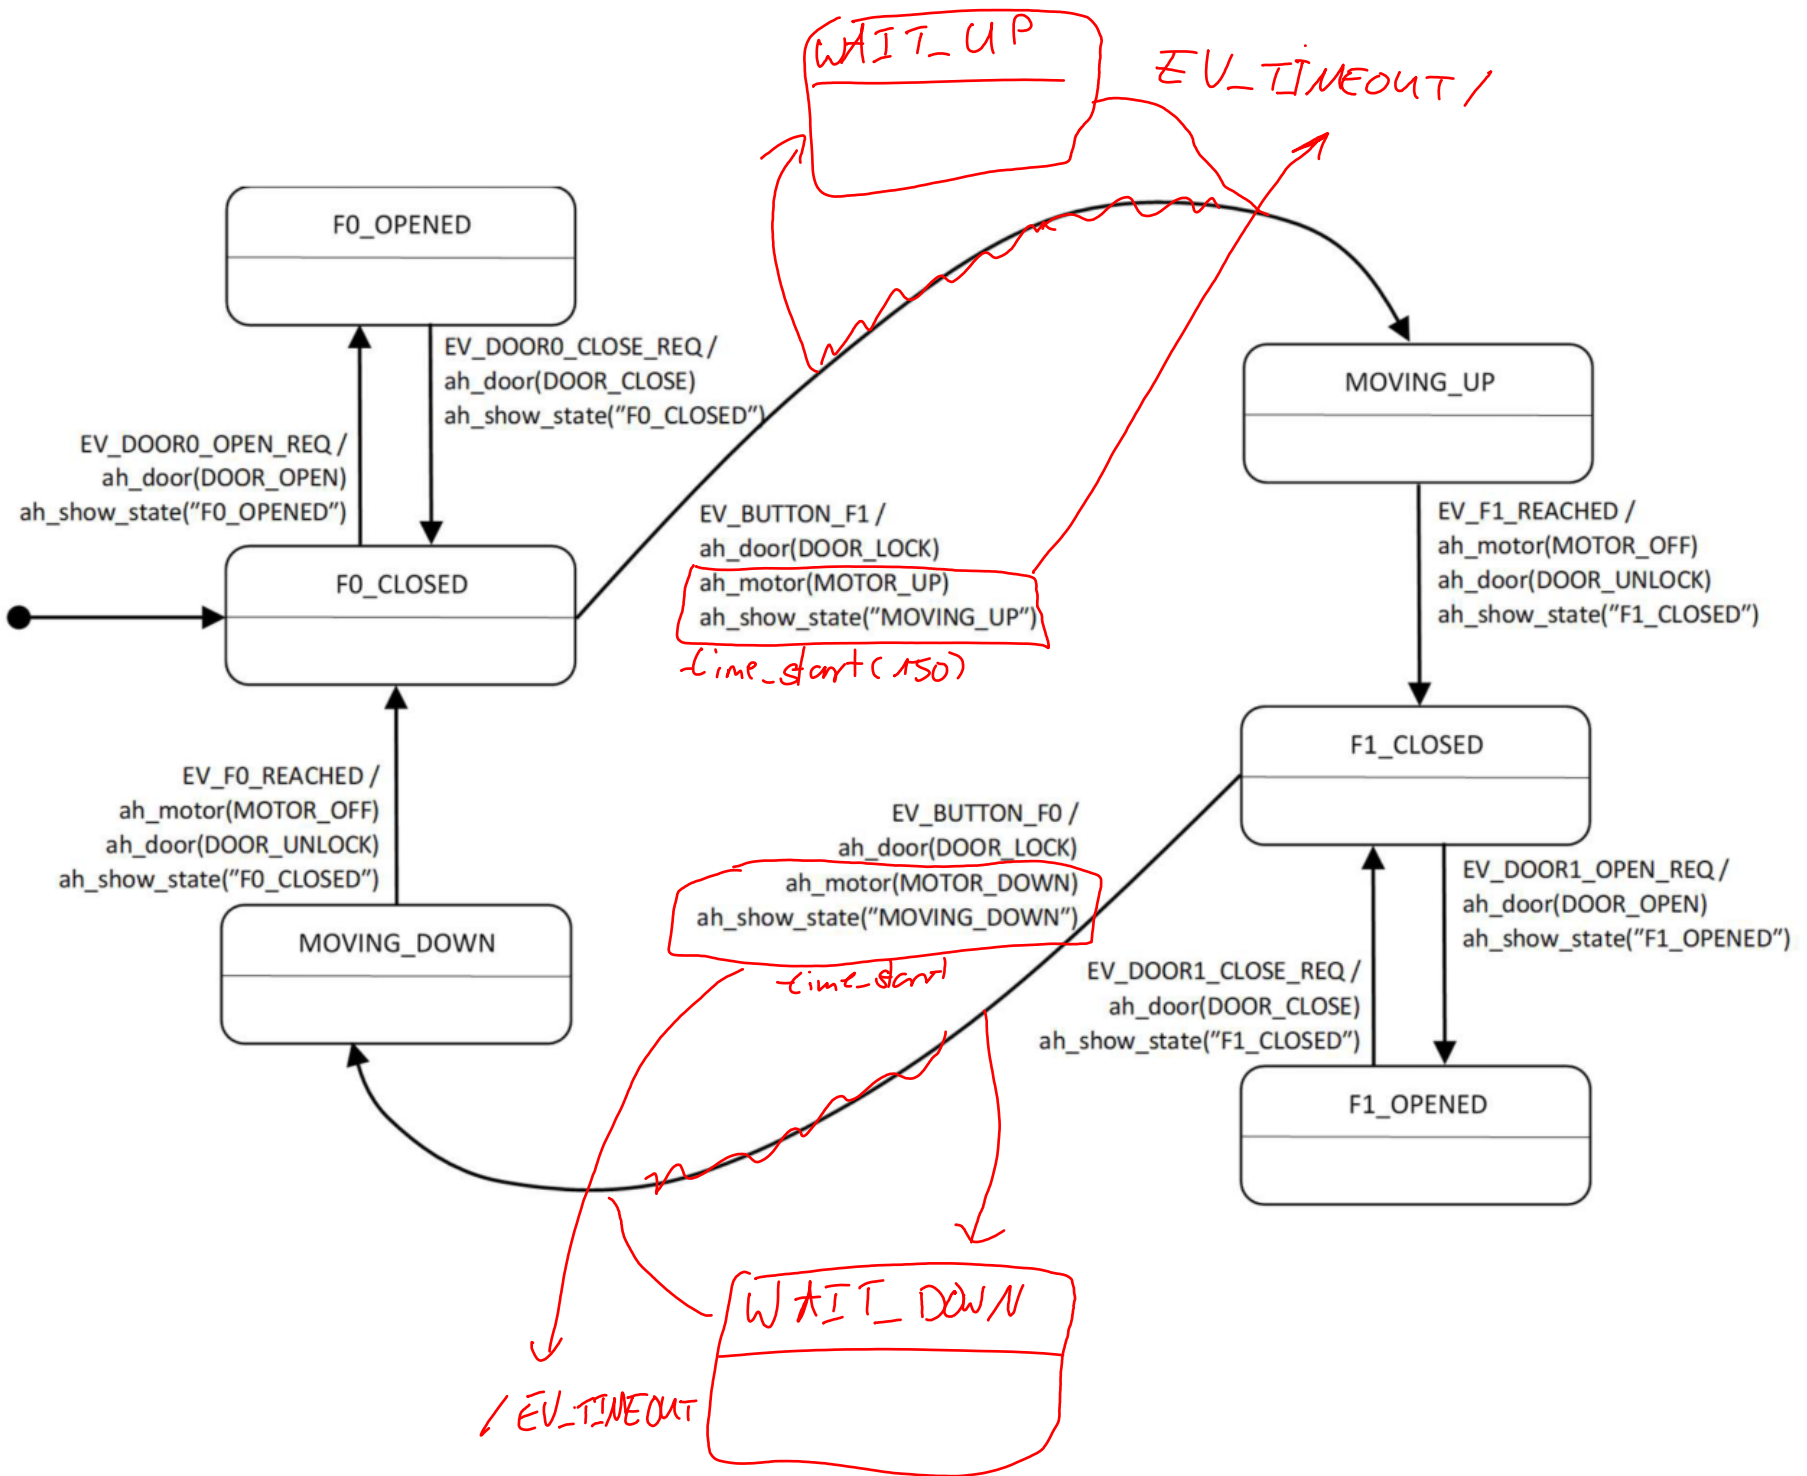 WAIT_UP
EV_TIMEOUT /
F0_OPENED
EV_DOOR0_CLOSE_REQ /
ah_door(DOOR_CLOSE)
ah_show_state("F0_CLOSED")
EV_DOOR0_OPEN_REQ /
ah_door(DOOR_OPEN)
ah_show_state("F0_OPENED")
MOVING_UP
F0_CLOSED
EV_BUTTON_F1 /
ah_door(DOOR_LOCK)
ah_motor(MOTOR_UP)
ah_show_state("MOVING_UP")
time_start(150)
EV_F1_REACHED /
ah_motor(MOTOR_OFF)
ah_door(DOOR_UNLOCK)
ah_show_state("F1_CLOSED")
F1_CLOSED
EV_F0_REACHED /
ah_motor(MOTOR_OFF)
ah_door(DOOR_UNLOCK)
ah_show_state("F0_CLOSED")
EV_BUTTON_F0 /
ah_door(DOOR_LOCK)
ah_motor(MOTOR_DOWN)
ah_show_state("MOVING_DOWN")
time_start
MOVING_DOWN
EV_DOOR1_OPEN_REQ /
ah_door(DOOR_OPEN)
ah_show_state("F1_OPENED")
EV_DOOR1_CLOSE_REQ /
ah_door(DOOR_CLOSE)
ah_show_state("F1_CLOSED")
F1_OPENED
WAIT_DOWN
/ EV_TIMEOUT